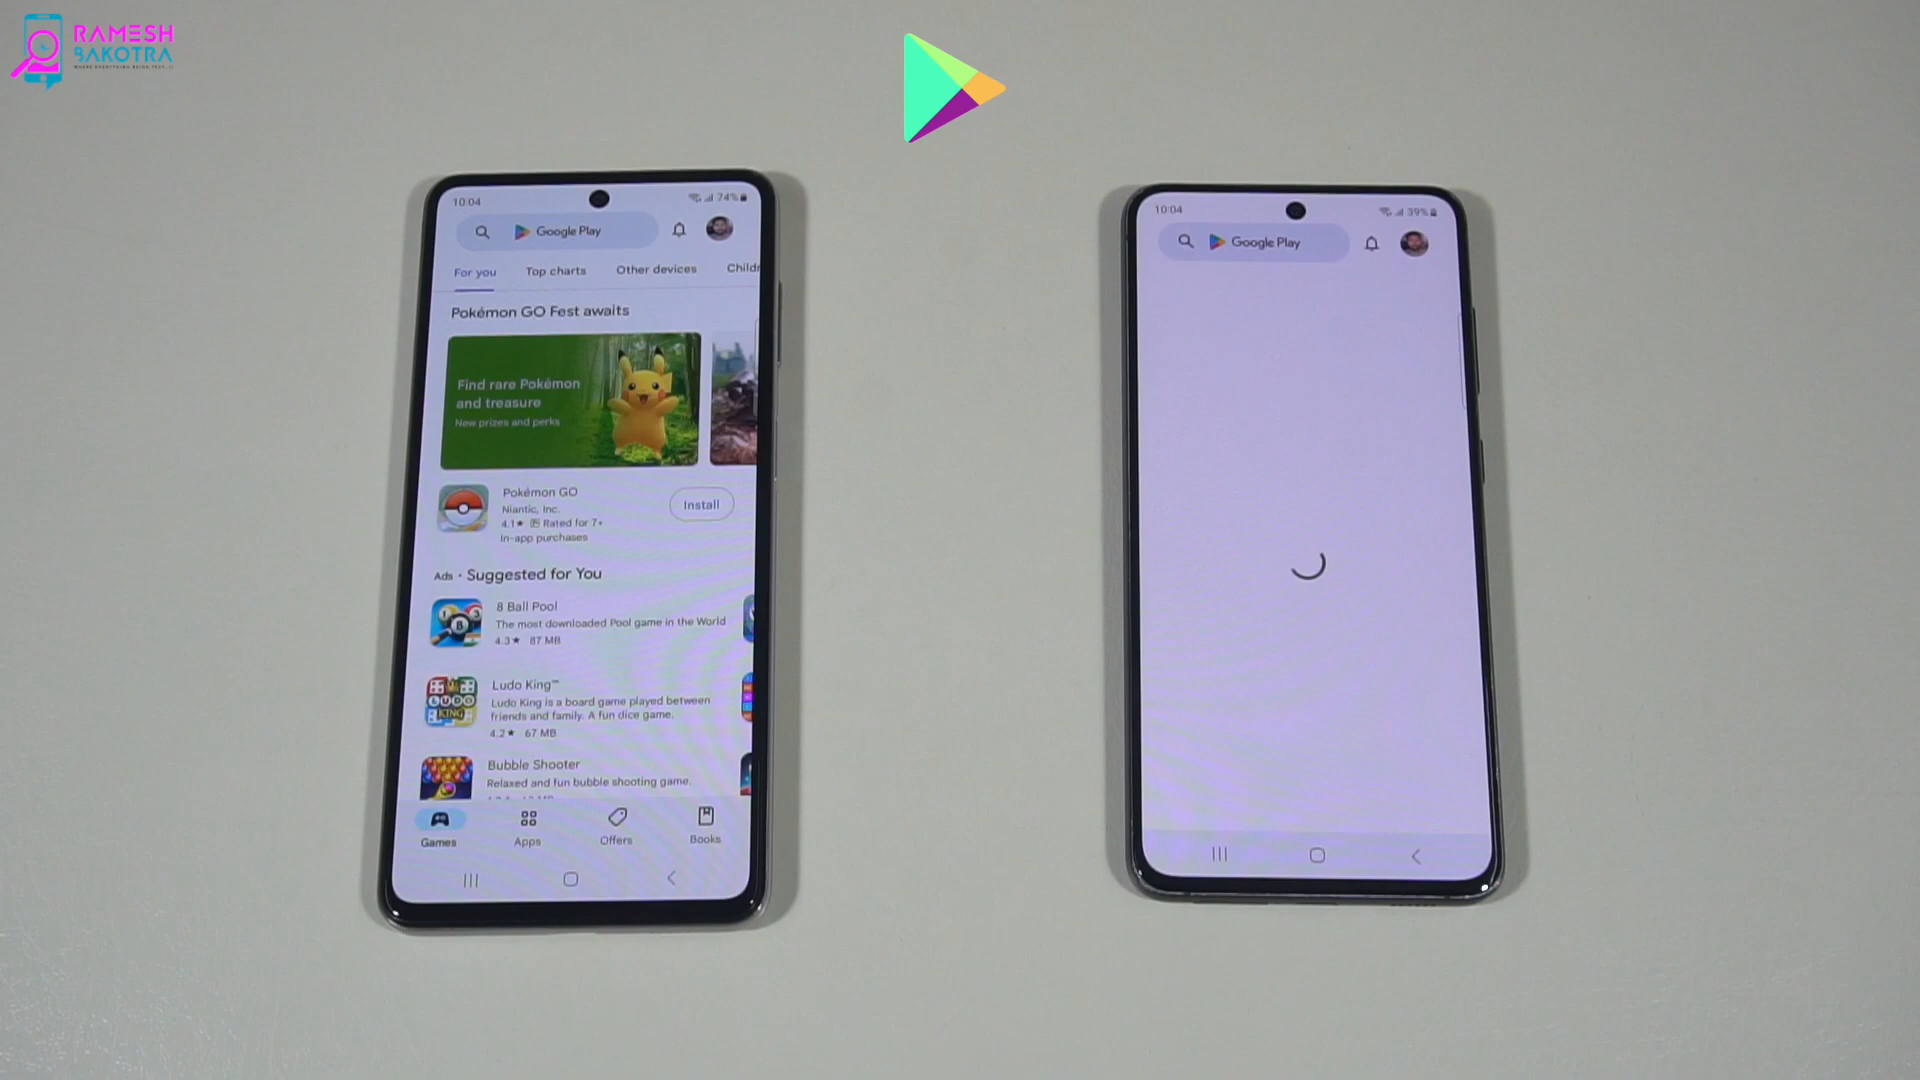 RAMESH
BAKOTRA
10:04
74%
Google Play
For you
Top charts
Other devices
Childr
Pokémon GO Fest awaits
Find rare Pokémon
and treasure
New prizes and perks
Pokémon GO
Niantic, Inc.
4.1★ Rated for 7+
In-app purchases
Install
Ads · Suggested for You
8 Ball Pool
The most downloaded Pool game in the World
4.3★ 87 MB
LUDO
KING
Ludo King™
Ludo King is a board game played between
friends and family. A fun dice game.
4.2★ 67 MB
Bubble Shooter
Relaxed and fun bubble shooting game.
Games
Apps
Offers
Books
10:04
39%
Google Play